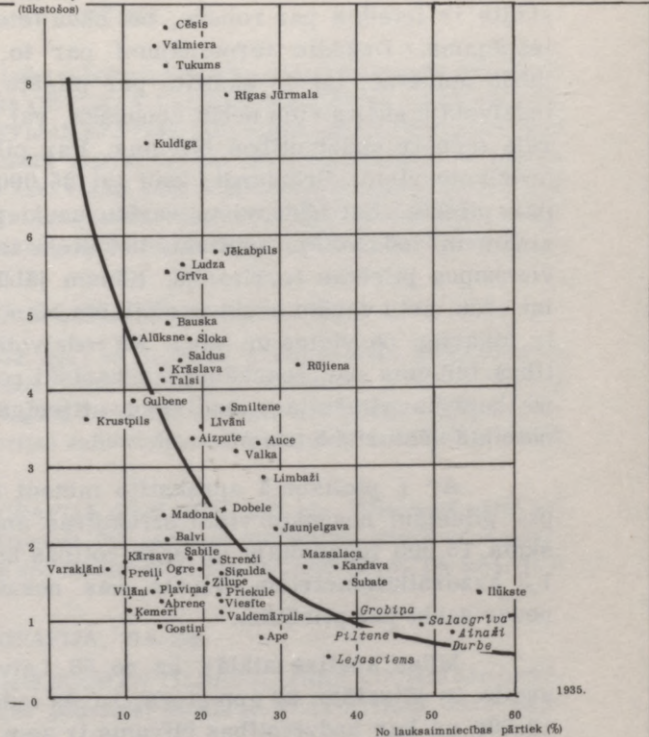 (tūkstošos)
Cēsis
Valmiera
Tukums
8
Rīgas Jūrmala
Kuldīga
7
6
Jēkabpils
Ludza
Grīva
5
Bauska
Alūksne
Sloka
Saldus
Krāslava
Talsi
Rūjiena
4
Gulbene
Smiltene
Krustpils
Līvāni
Aizpute
Auce
Valka
3
Limbaži
Dobele
Madona
Jaunjelgava
Balvi
2
Kārsava
Sabile
Strenči
Mazsalaca
Varakļāni
Preiļi
Ogre
Sigulda
Kandava
Zilupe
Subate
Viļāni
Pļaviņas
Priekule
Ilūkste
Abrene
Viesīte
1
Ķemeri
Valdemārpils
Grobiņa
Salacgrīva
Gostiņi
Ape
Piltene
Ainaži
Durbe
Lejasciems
0
10
20
30
40
50
60
1935.
No lauksaimniecības pārtiek (%)